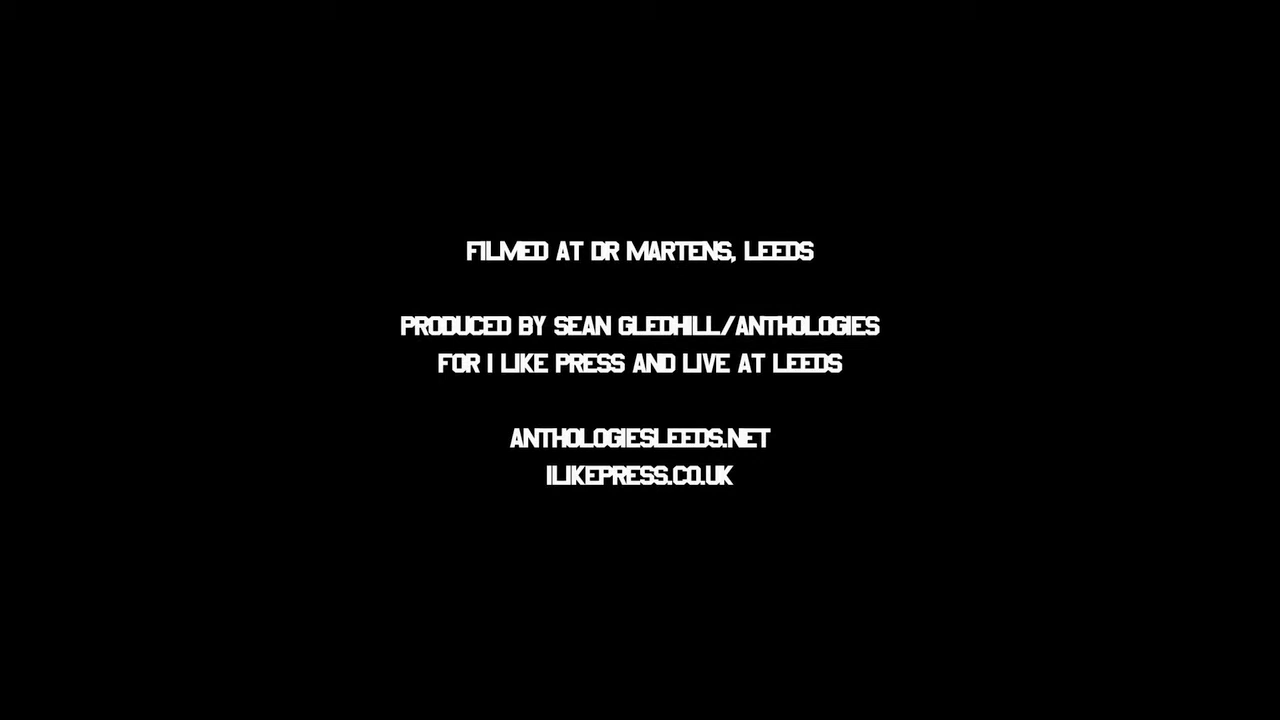 FILMED AT DR MARTENS, LEEDS
PRODUCED BY SEAN GLEDHILL/ANTHOLOGIES
FOR I LIKE PRESS AND LIVE AT LEEDS
ANTHOLOGIESLEEDS.NET
ILIKEPRESS.CO.UK